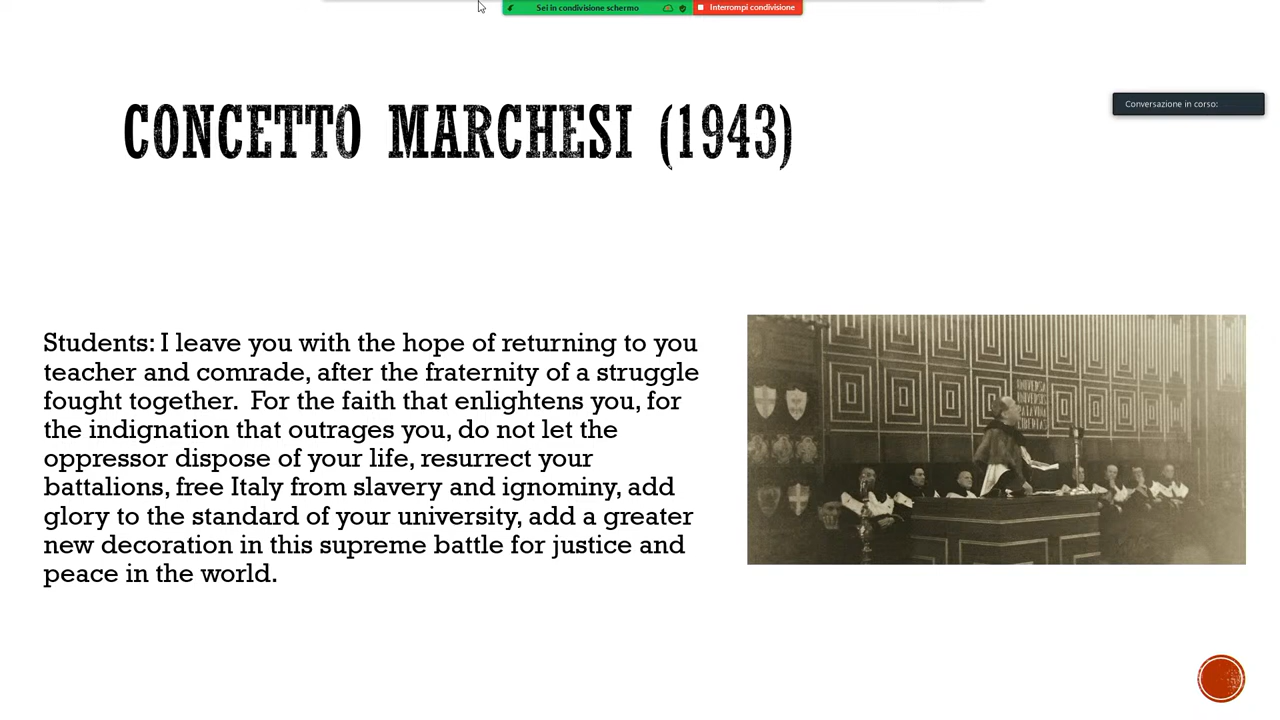 Sei in condivisione schermo
Interrompi condivisione
Conversazione in corso:
CONCETTO MARCHESI (1943)
Students: I leave you with the hope of returning to you
teacher and comrade, after the fraternity of a struggle
fought together.  For the faith that enlightens you, for
the indignation that outrages you, do not let the
oppressor dispose of your life, resurrect your
battalions, free Italy from slavery and ignominy, add
glory to the standard of your university, add a greater
new decoration in this supreme battle for justice and
peace in the world.
UNIVERSA
UNIVERSIS
PATAVINA
LIBERTAS